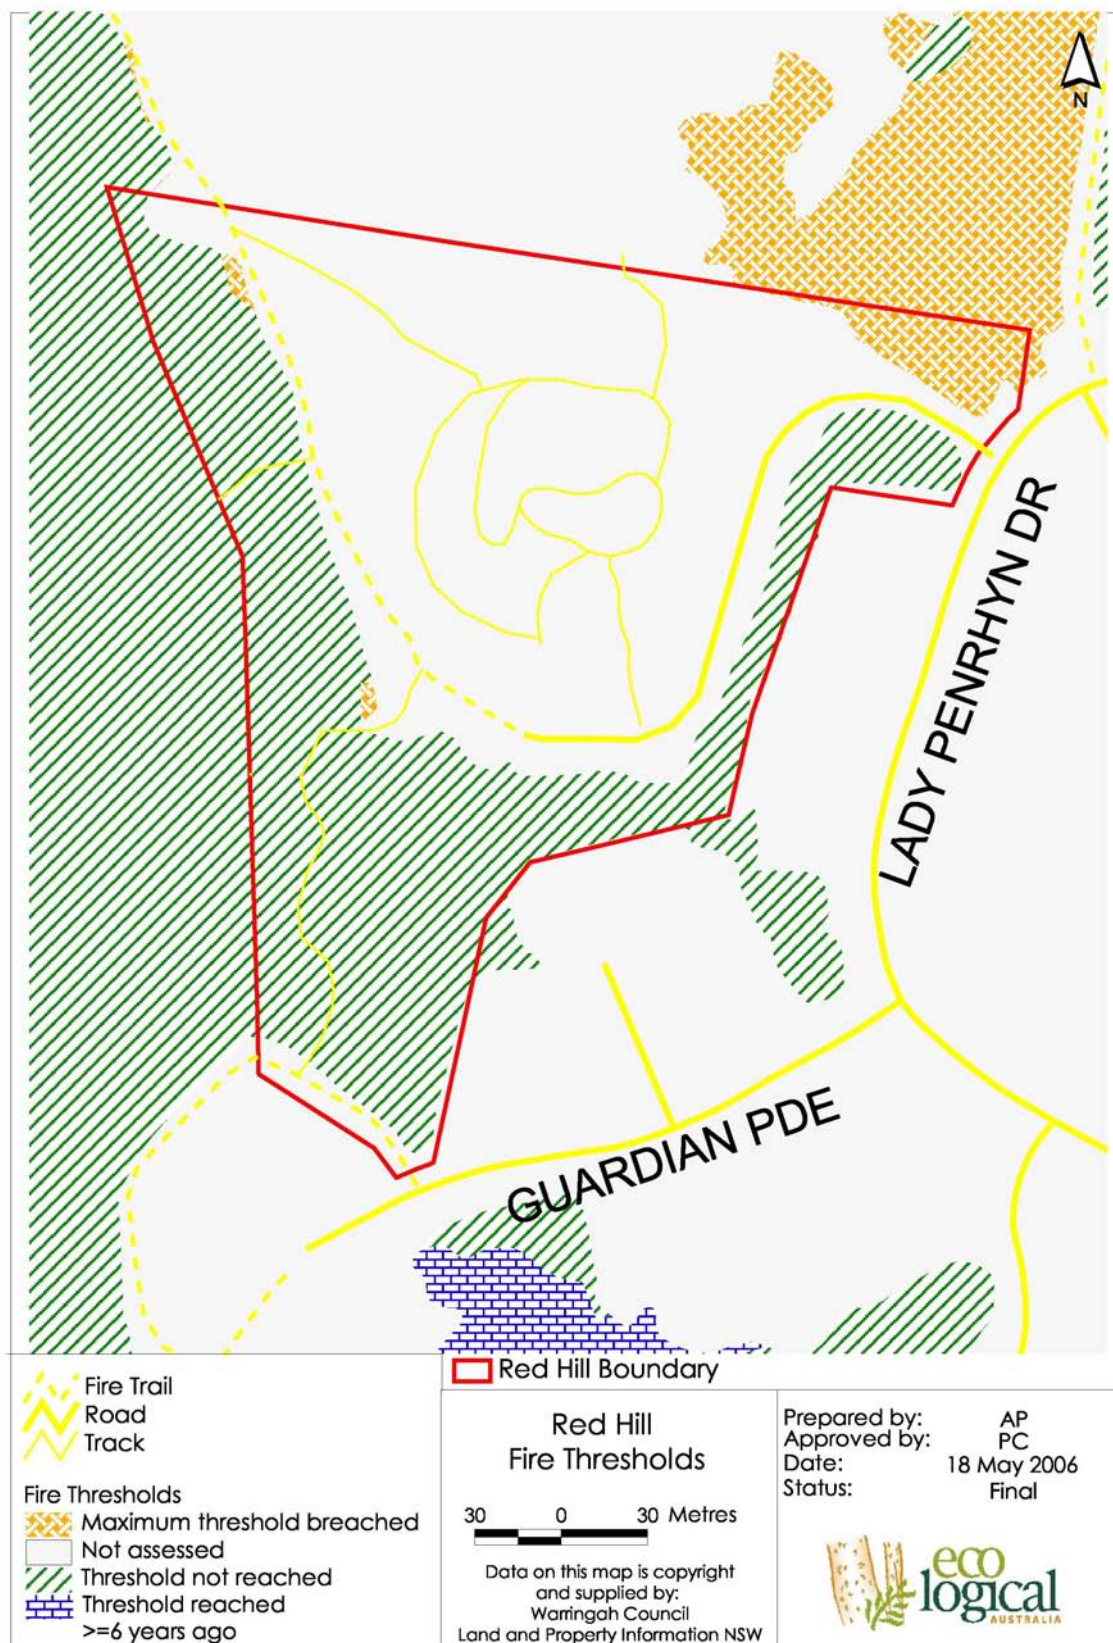 N
LADY PENRHYN DR
GUARDIAN PDE
Fire Trail
Road
Track
Fire Thresholds
Maximum threshold breached
Not assessed
Threshold not reached
Threshold reached
>=6 years ago
Red Hill Boundary
Red Hill
Fire Thresholds
30 0 30 Metres
Data on this map is copyright
and supplied by:
Warringah Council
Land and Property Information NSW
Prepared by: AP
Approved by: PC
Date: 18 May 2006
Status: Final
eco
logical
AUSTRALIA